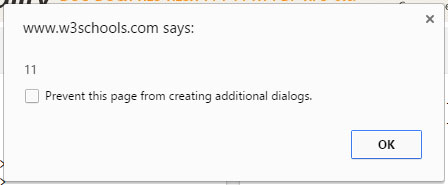 www.w3schools.com says:
11
Prevent this page from creating additional dialogs.
OK